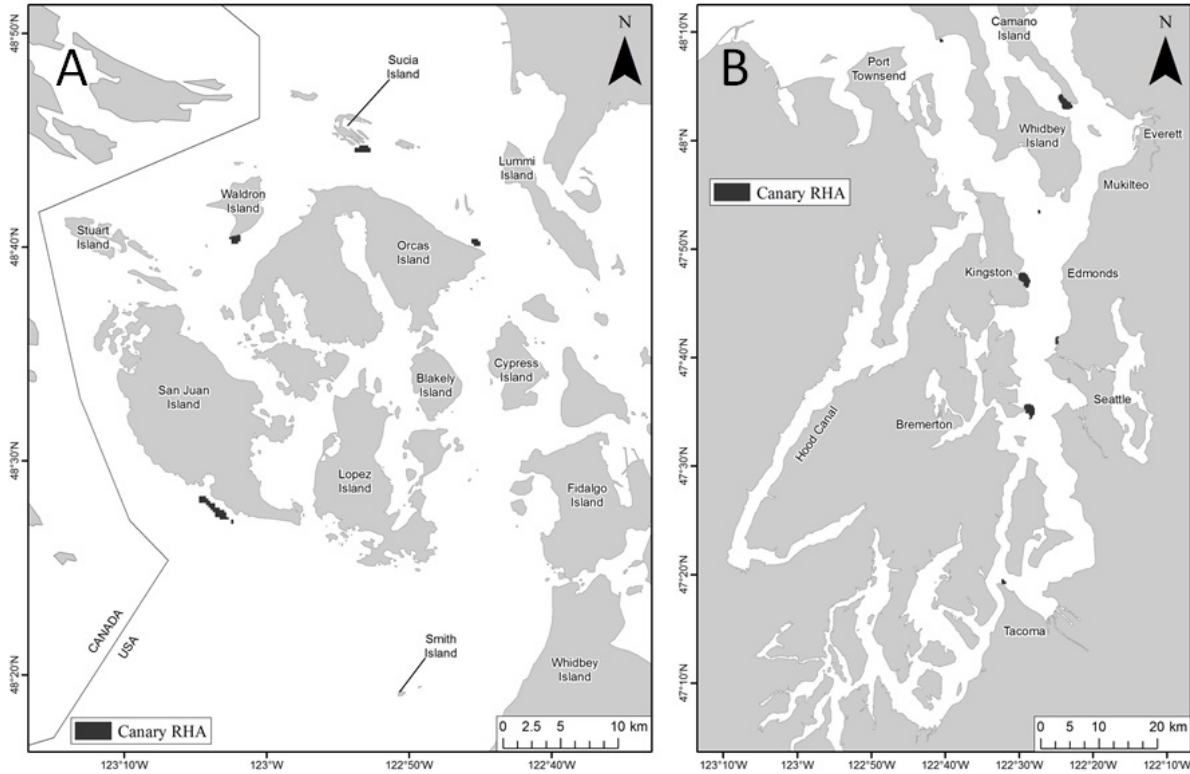 A
N
48°50'N
48°40'N
48°30'N
48°20'N
Sucia
Island
Lummi
Island
Waldron
Island
Stuart
Island
Orcas
Island
San Juan
Island
Blakely
Island
Cypress
Island
Lopez
Island
Fidalgo
Island
CANADA
USA
Smith
Island
Whidbey
Island
Canary RHA
0 2.5 5 10 km
123°10'W
123°W
122°50'W
122°40'W
B
N
48°10'N
48°N
47°50'N
47°40'N
47°30'N
47°20'N
47°10'N
Camano
Island
Port
Townsend
Whidbey
Island
Everett
Mukilteo
Canary RHA
Kingston
Edmonds
Hood Canal
Bremerton
Seattle
Tacoma
0 5 10 20 km
123°10'W
123°W
122°50'W
122°40'W
122°30'W
122°20'W
122°10'W